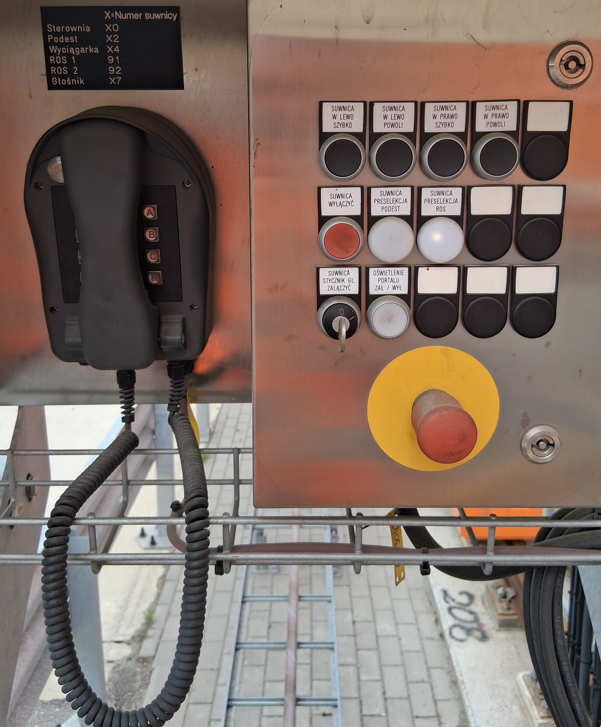 X=Numer suwnicy
Sterownia X0
Podest X2
Wyciągarka X4
ROS 1 91
ROS 2 92
Głośnik X7
SUWNICA
W LEWO
SZYBKO
SUWNICA
W LEWO
POWOLI
SUWNICA
W PRAWO
SZYBKO
SUWNICA
W PRAWO
POWOLI
SUWNICA
WYŁĄCZYĆ
SUWNICA
PRESELEKCJA
PODEST
SUWNICA
PRESELEKCJA
ROS
SUWNICA
STYCZNIK GŁ.
ZAŁĄCZYĆ
OŚWIETLENIE
PORTALU
ZAŁ / WYŁ
A
B
C
D
208